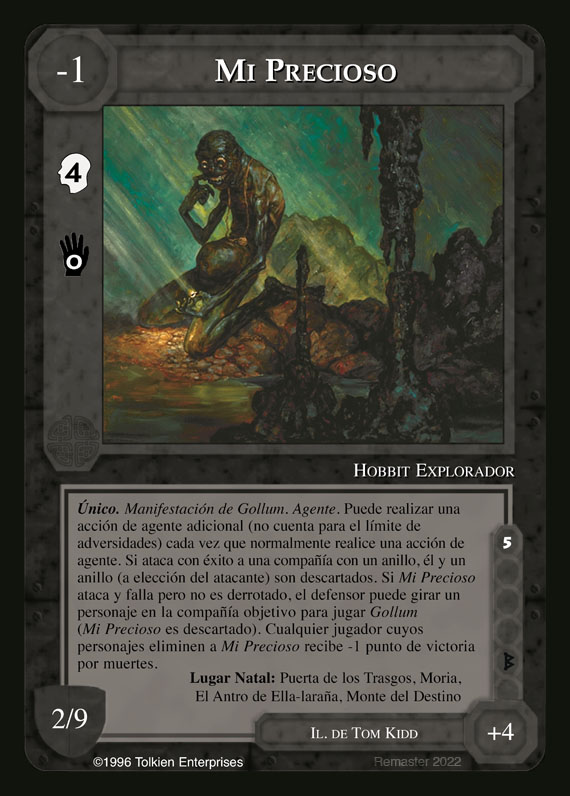 -1
MI PRECIOSO
4
0
HOBBIT EXPLORADOR
Único. Manifestación de Gollum. Agente. Puede realizar una
acción de agente adicional (no cuenta para el límite de
adversidades) cada vez que normalmente realice una acción de
agente. Si ataca con éxito a una compañía con un anillo, él y un
anillo (a elección del atacante) son descartados. Si Mi Precioso
ataca y falla pero no es derrotado, el defensor puede girar un
personaje en la compañía objetivo para jugar Gollum
(Mi Precioso es descartado). Cualquier jugador cuyos
personajes eliminen a Mi Precioso recibe -1 punto de victoria
por muertes.
5
Lugar Natal: Puerta de los Trasgos, Moria,
El Antro de Ella-laraña, Monte del Destino
2/9
IL. DE TOM KIDD
+4
©1996 Tolkien Enterprises
Remaster 2022